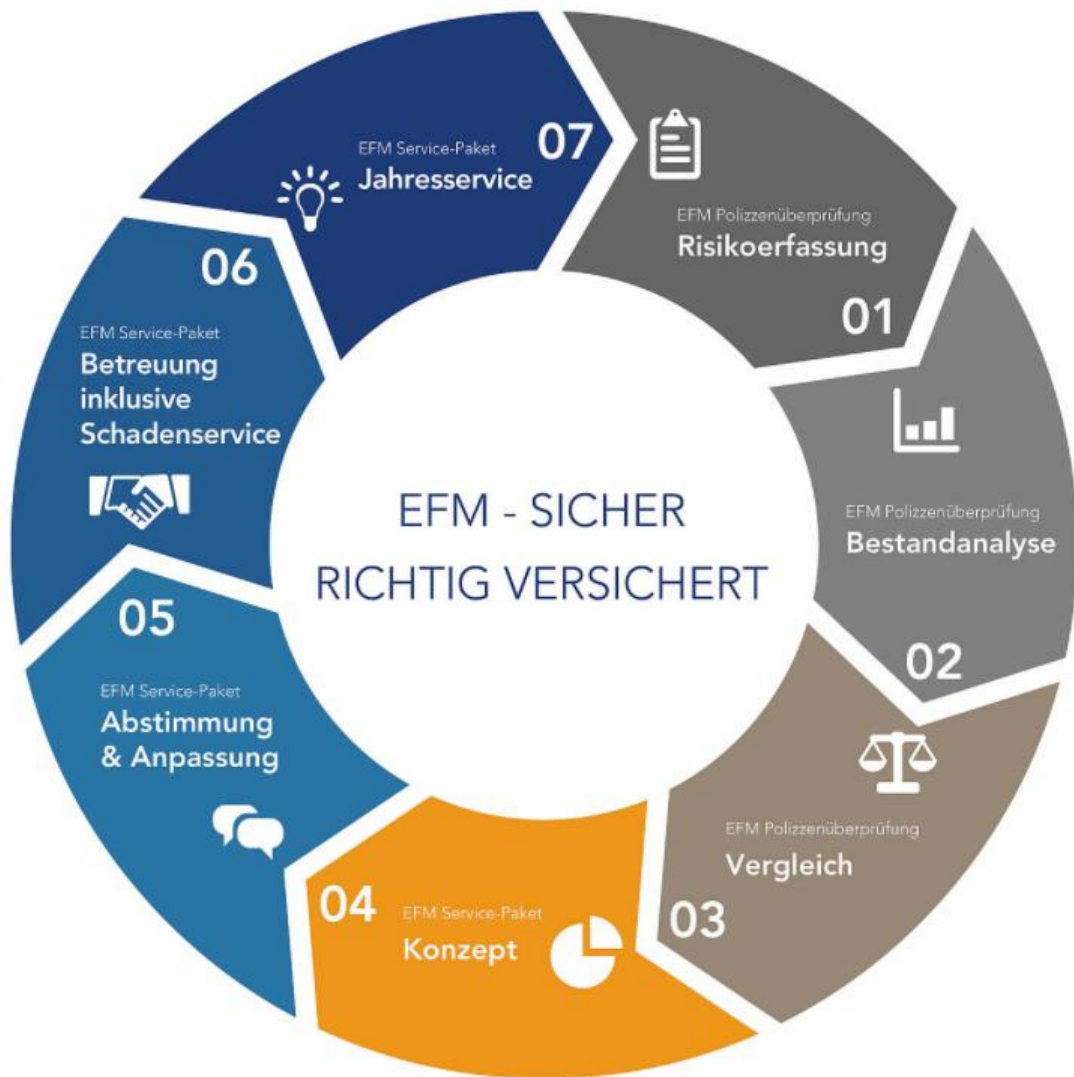 EFM - SICHER
RICHTIG VERSICHERT
EFM Polizzenüberprüfung
Risikoerfassung
01
EFM Polizzenüberprüfung
Bestandanalyse
02
EFM Polizzenüberprüfung
Vergleich
03
04
EFM Service-Paket
Konzept
05
EFM Service-Paket
Abstimmung
& Anpassung
06
EFM Service-Paket
Betreuung
inklusive
Schadenservice
07
EFM Service-Paket
Jahresservice